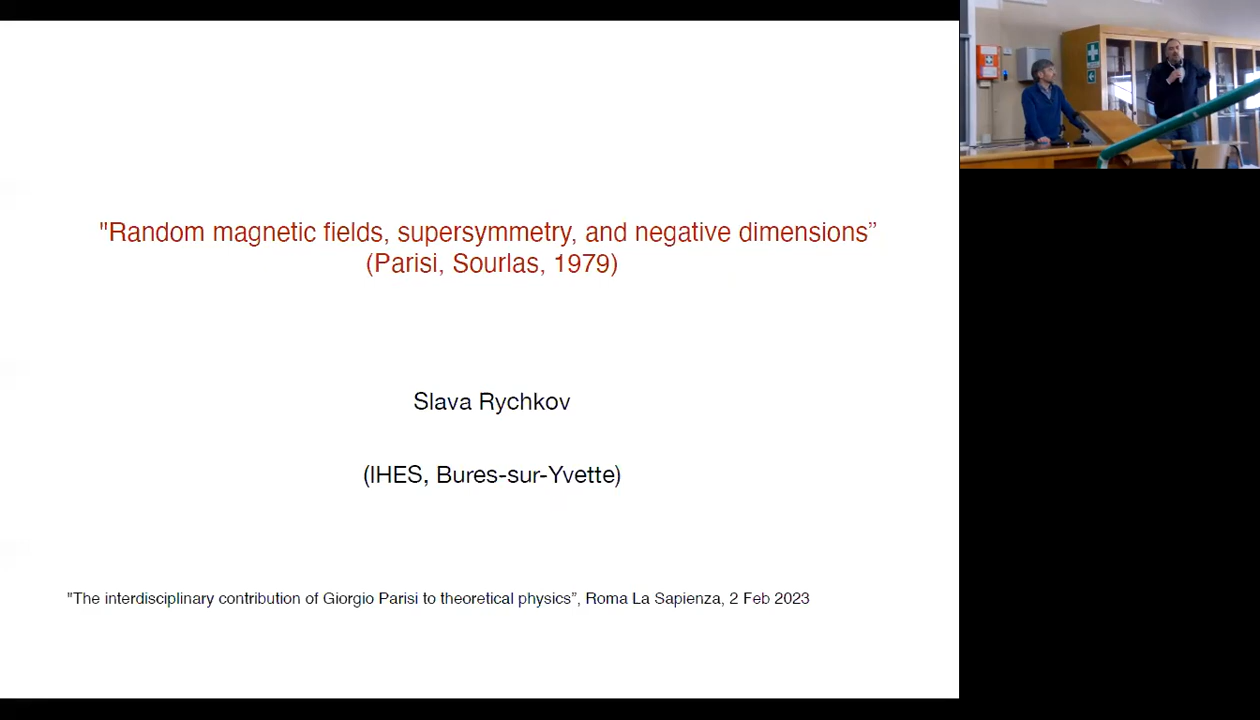 "Random magnetic fields, supersymmetry, and negative dimensions”
(Parisi, Sourlas, 1979)
Slava Rychkov
(IHES, Bures-sur-Yvette)
"The interdisciplinary contribution of Giorgio Parisi to theoretical physics”, Roma La Sapienza, 2 Feb 2023